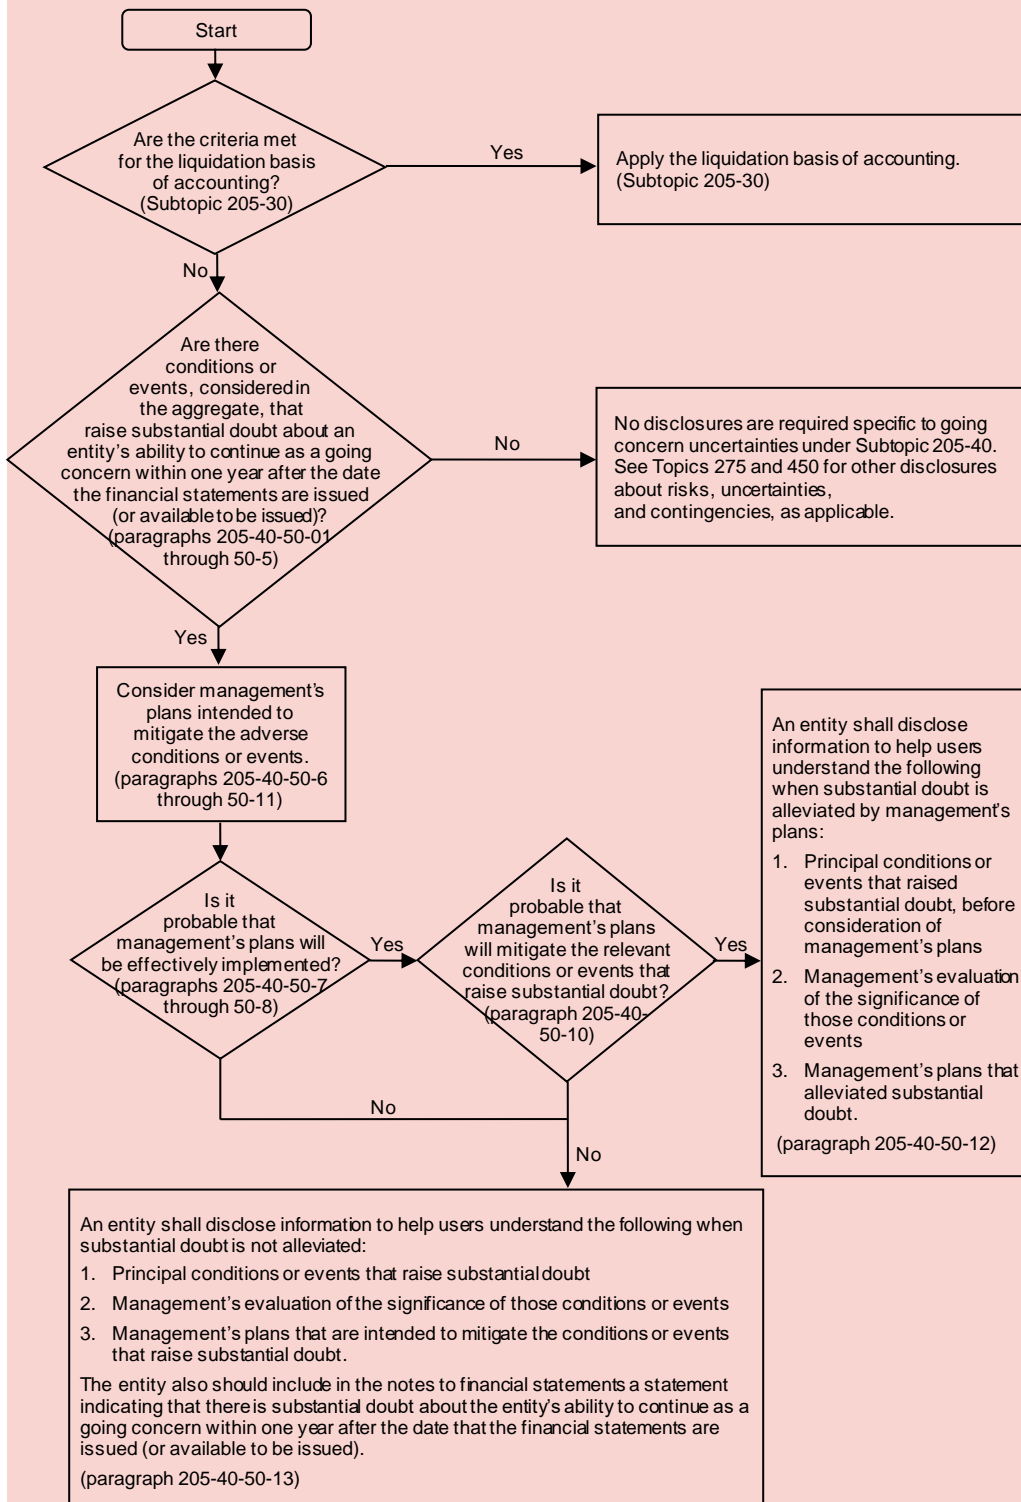 Start
Are the criteria met
for the liquidation basis
of accounting?
(Subtopic 205-30)
Yes
Apply the liquidation basis of accounting.
(Subtopic 205-30)
No
Are there
conditions or
events, considered in
the aggregate, that
raise substantial doubt about an
entity’s ability to continue as a going
concern within one year after the date
the financial statements are issued
(or available to be issued)?
(paragraphs 205-40-50-01
through 50-5)
No
No disclosures are required specific to going
concern uncertainties under Subtopic 205-40.
See Topics 275 and 450 for other disclosures
about risks, uncertainties,
and contingencies, as applicable.
Yes
Consider management’s
plans intended to
mitigate the adverse
conditions or events.
(paragraphs 205-40-50-6
through 50-11)
Is it
probable that
management’s plans will
be effectively implemented?
(paragraphs 205-40-50-7
through 50-8)
Yes
Is it
probable that
management’s plans
will mitigate the relevant
conditions or events that
raise substantial doubt?
(paragraph 205-40-
50-10)
Yes
An entity shall disclose
information to help users
understand the following
when substantial doubt is
alleviated by management’s
plans:
1. Principal conditions or
events that raised
substantial doubt, before
consideration of
management’s plans
2. Management’s evaluation
of the significance of
those conditions or
events
3. Management’s plans that
alleviated substantial
doubt.
(paragraph 205-40-50-12)
No
No
An entity shall disclose information to help users understand the following when
substantial doubt is not alleviated:
1. Principal conditions or events that raise substantial doubt
2. Management’s evaluation of the significance of those conditions or events
3. Management’s plans that are intended to mitigate the conditions or events
that raise substantial doubt.
The entity also should include in the notes to financial statements a statement
indicating that there is substantial doubt about the entity’s ability to continue as a
going concern within one year after the date that the financial statements are
issued (or available to be issued).
(paragraph 205-40-50-13)